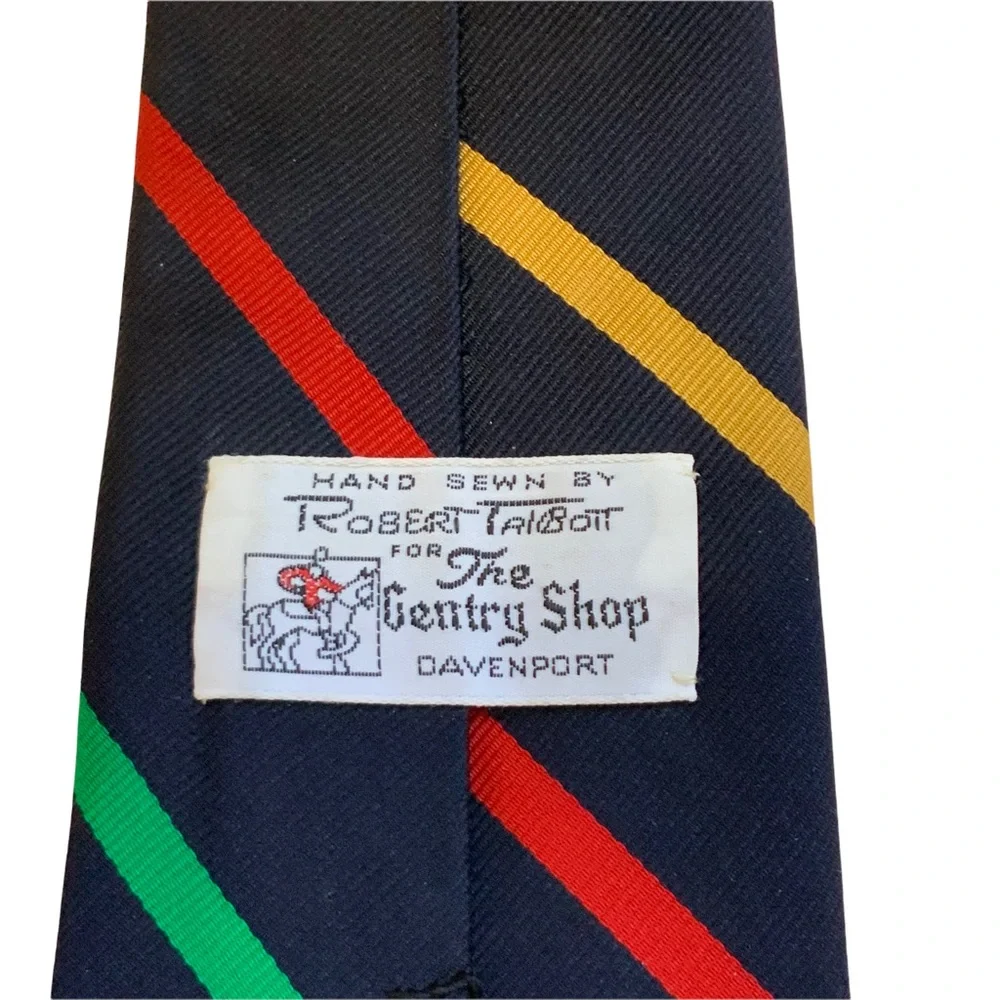 HAND SEWN BY
ROBERT TALBOTT
FOR The
Gentry Shop
DAVENPORT